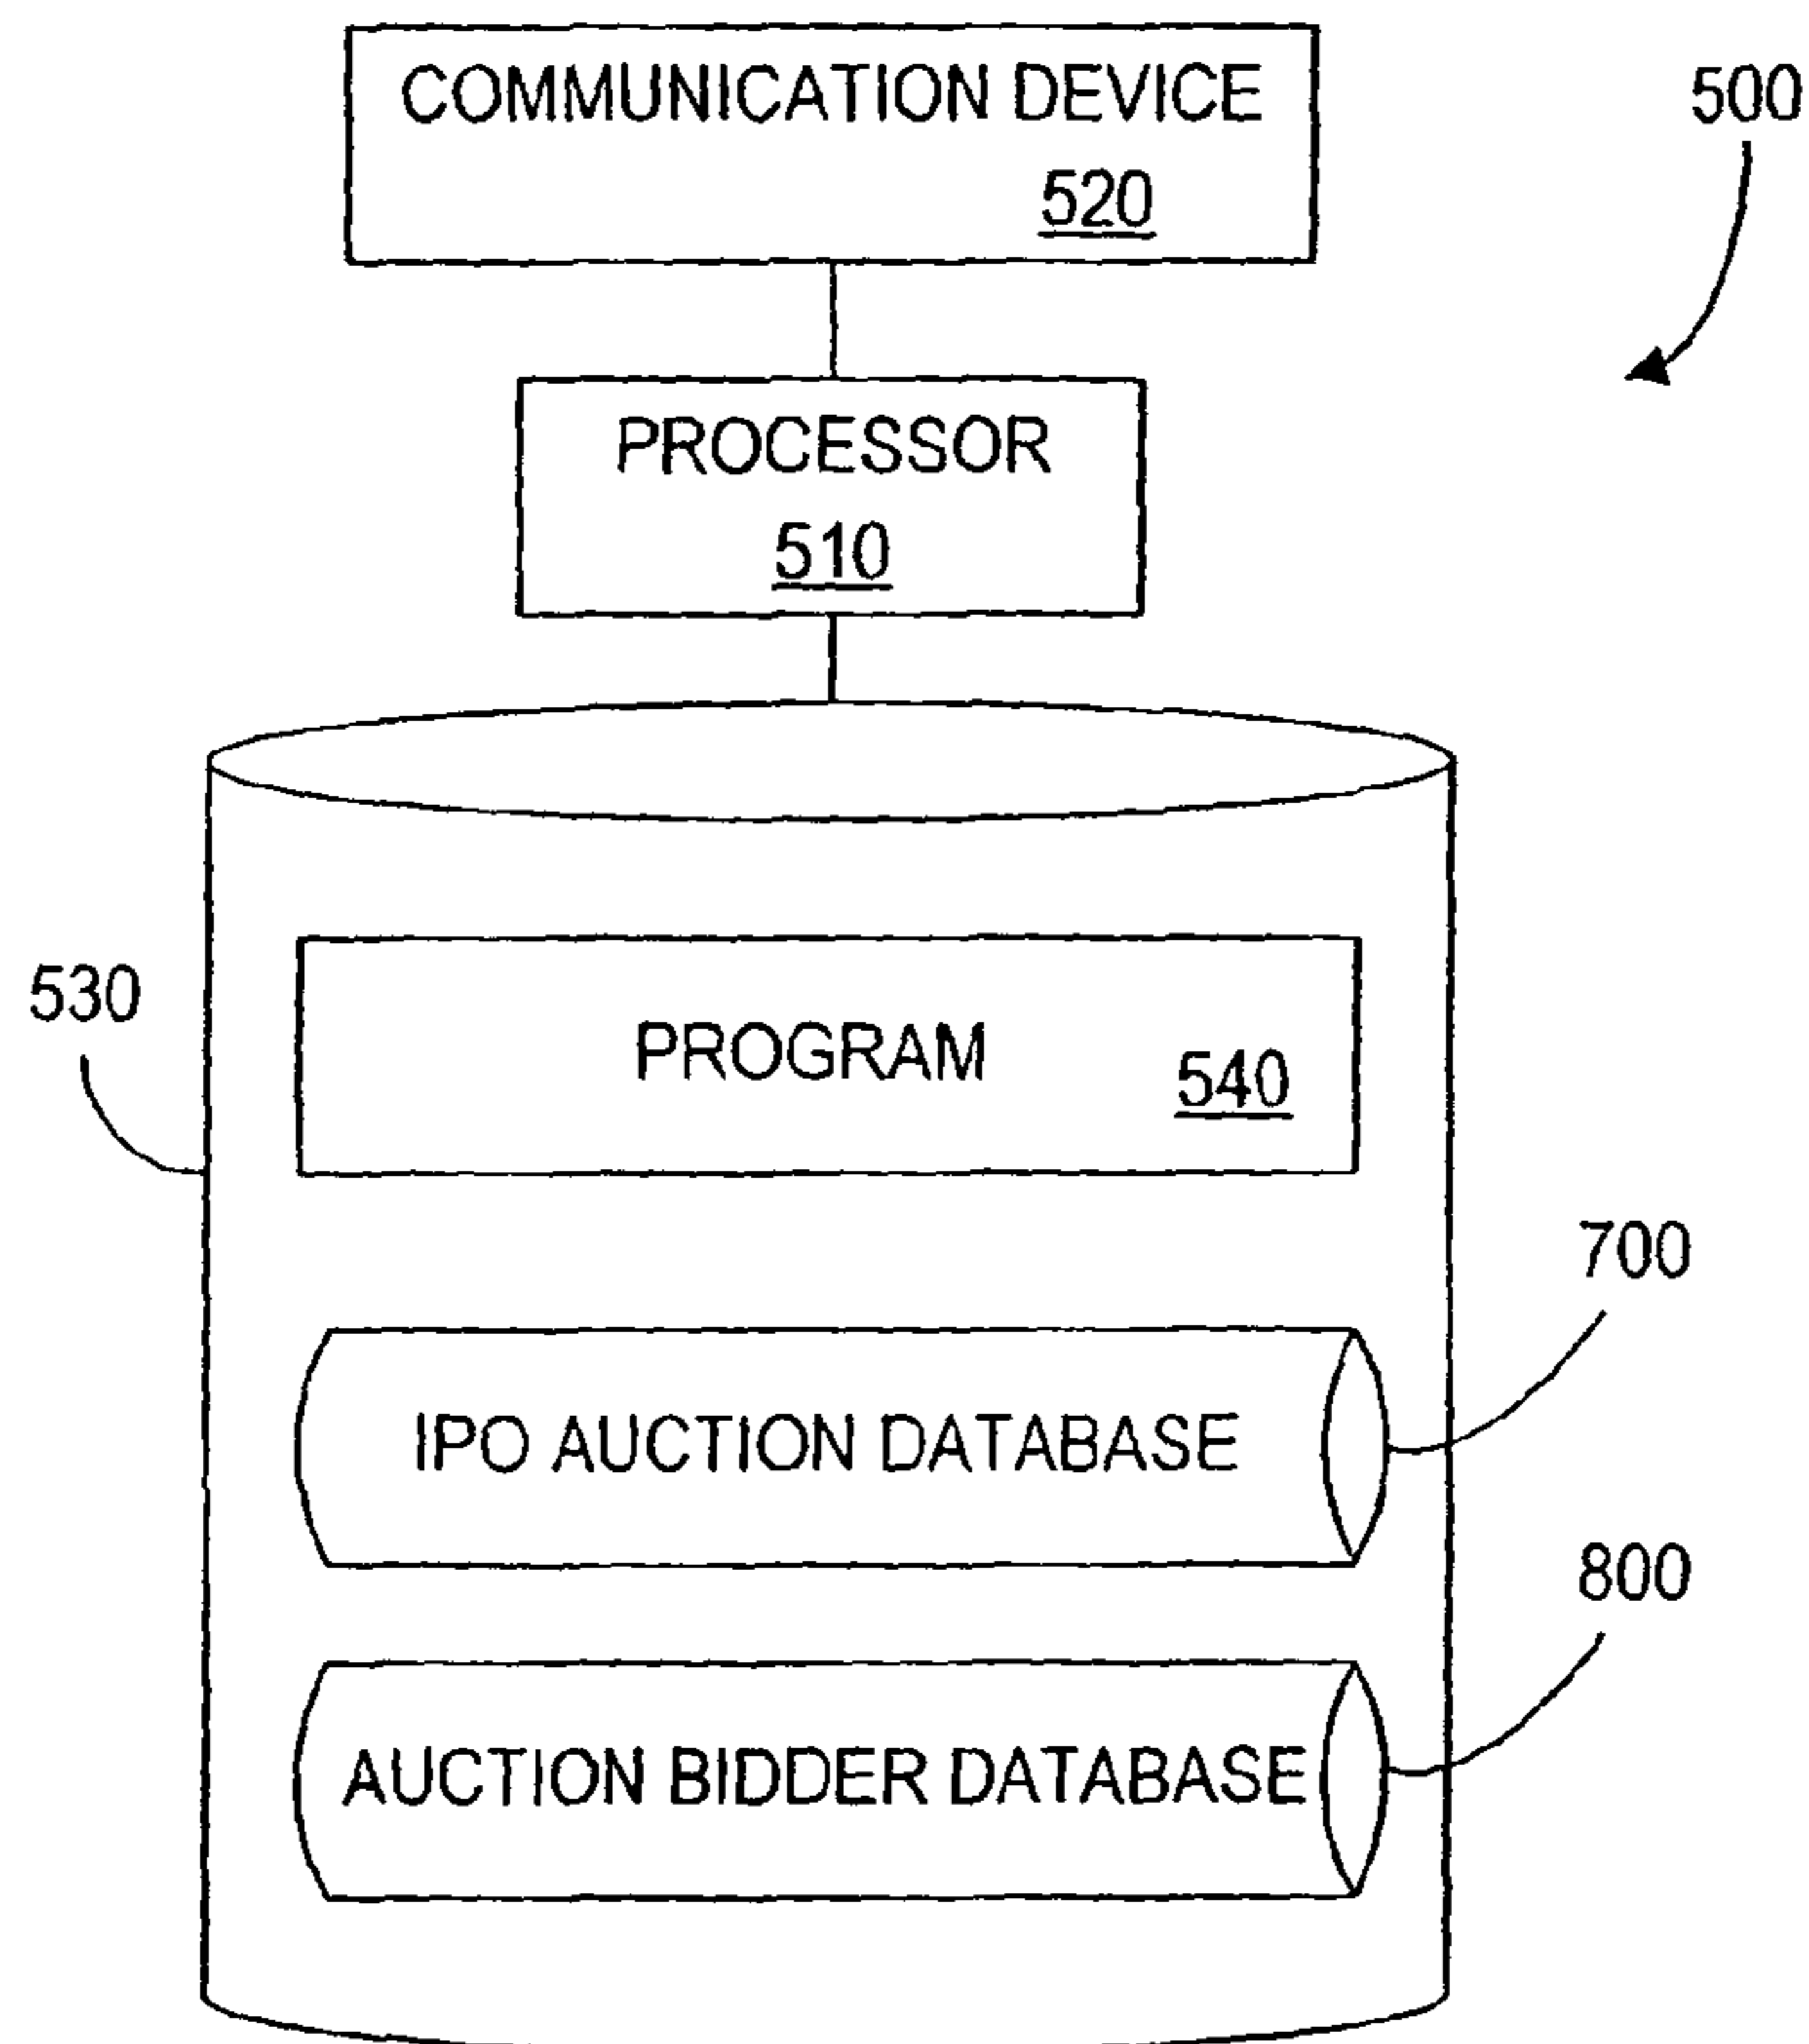 COMMUNICATION DEVICE
520
500
PROCESSOR
510
530
PROGRAM
540
700
IPO AUCTION DATABASE
800
AUCTION BIDDER DATABASE